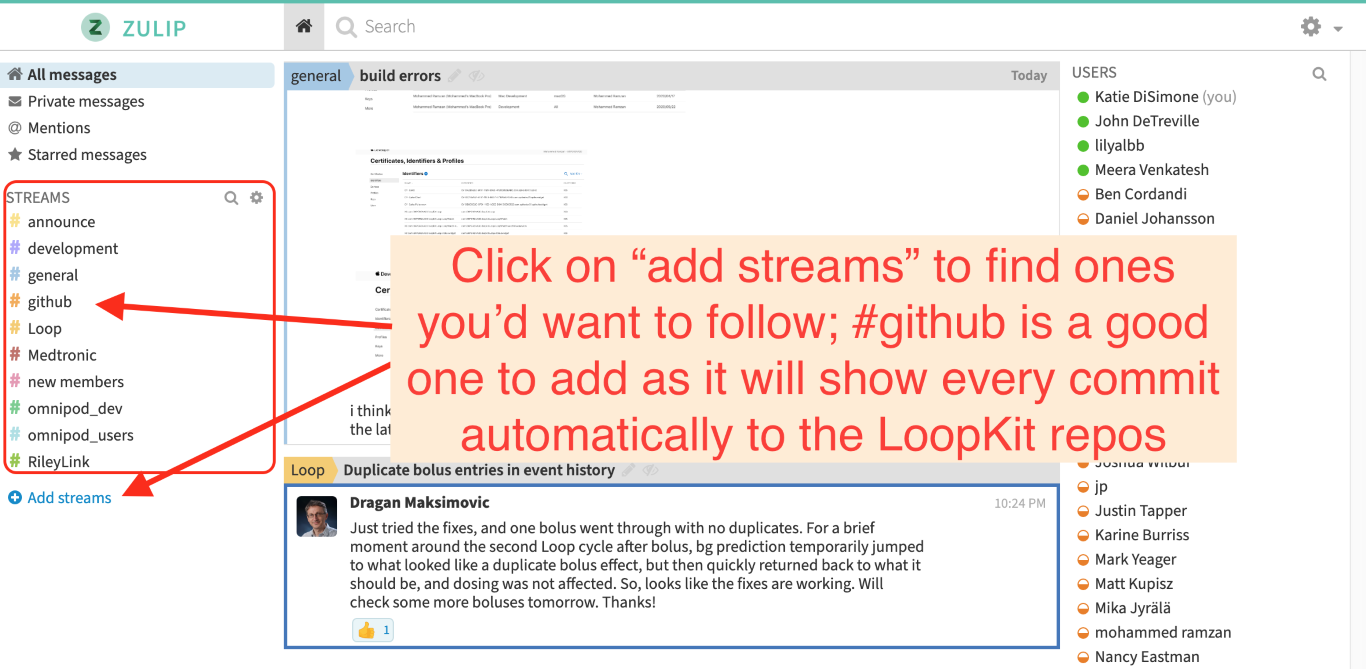 ZULIP
Search
All messages
Private messages
@ Mentions
Starred messages
STREAMS
# announce
# development
# general
# github
# Loop
# Medtronic
# new members
# omnipod_dev
# omnipod_users
# RileyLink
Add streams
general build errors Today
Certificates, Identifiers & Profiles
Identifiers
Click on “add streams” to find ones
you’d want to follow; #github is a good
one to add as it will show every commit
automatically to the LoopKit repos
i think
Loop Duplicate bolus entries in event history
Dragan Maksimovic 10:24 PM
Just tried the fixes, and one bolus went through with no duplicates. For a brief
moment around the second Loop cycle after bolus, bg prediction temporarily jumped
to what looked like a duplicate bolus effect, but then quickly returned back to what it
should be, and dosing was not affected. So, looks like the fixes are working. Will
check some more boluses tomorrow. Thanks!
1
USERS
Katie DiSimone (you)
John DeTreville
lilyalbb
Meera Venkatesh
Ben Cordandi
Daniel Johansson
Joshua Wilbur
jp
Justin Tapper
Karine Burriss
Mark Yeager
Matt Kupisz
Mika Jyrälä
mohammed ramzan
Nancy Eastman